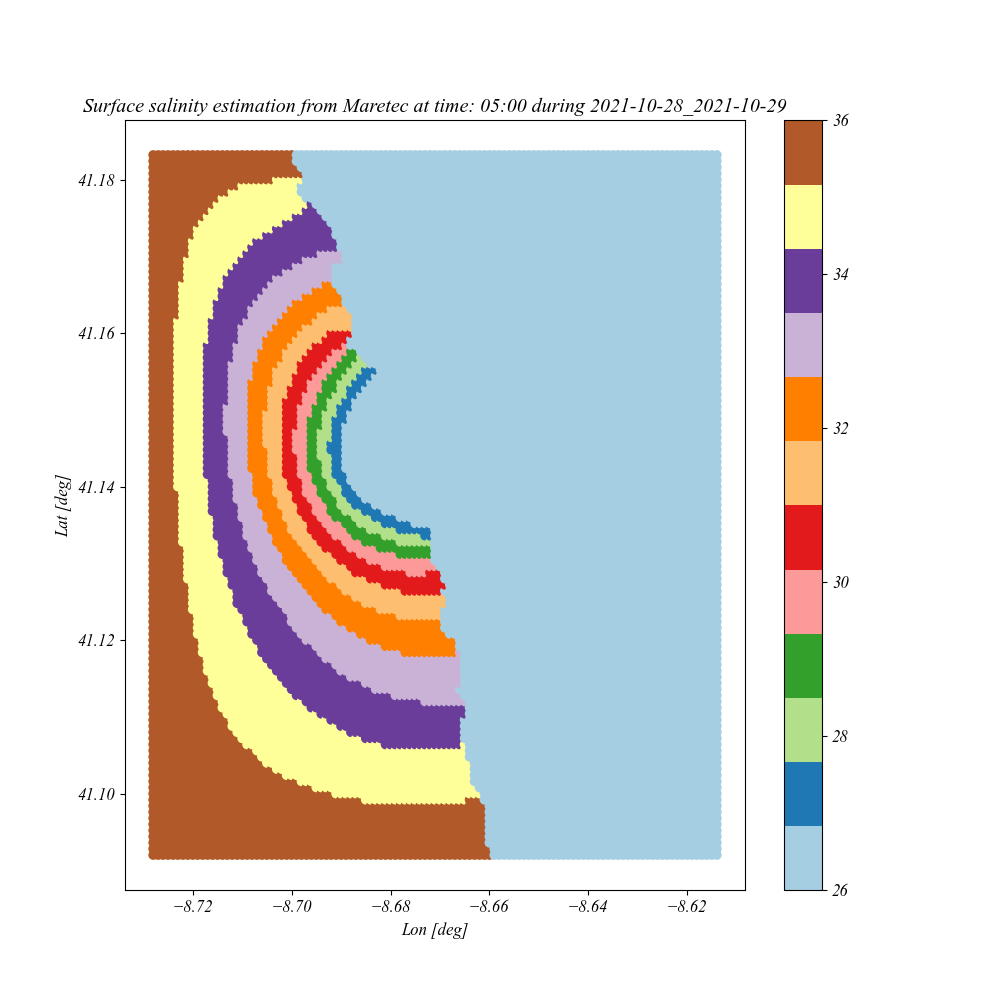 Surface salinity estimation from Maretec at time: 05:00 during 2021-10-28_2021-10-29
36
41.18
34
41.16
32
Lat [deg]
41.14
30
41.12
28
41.10
26
−8.72 −8.70 −8.68 −8.66 −8.64 −8.62
Lon [deg]